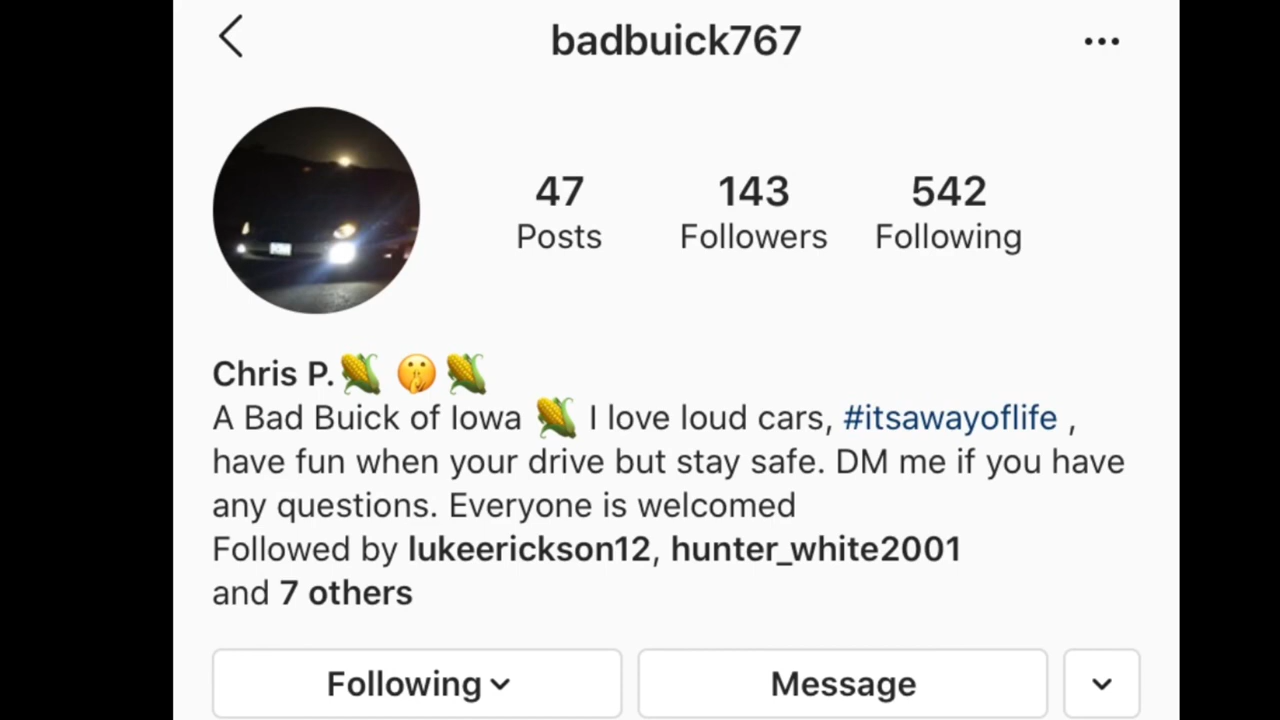 badbuick767
47 143 542
Posts Followers Following
Chris P.🌽 🤫 🌽
A Bad Buick of Iowa 🌽 I love loud cars, #itsawayoflife ,
have fun when your drive but stay safe. DM me if you have
any questions. Everyone is welcomed
Followed by lukeerickson12, hunter_white2001
and 7 others
Following Message